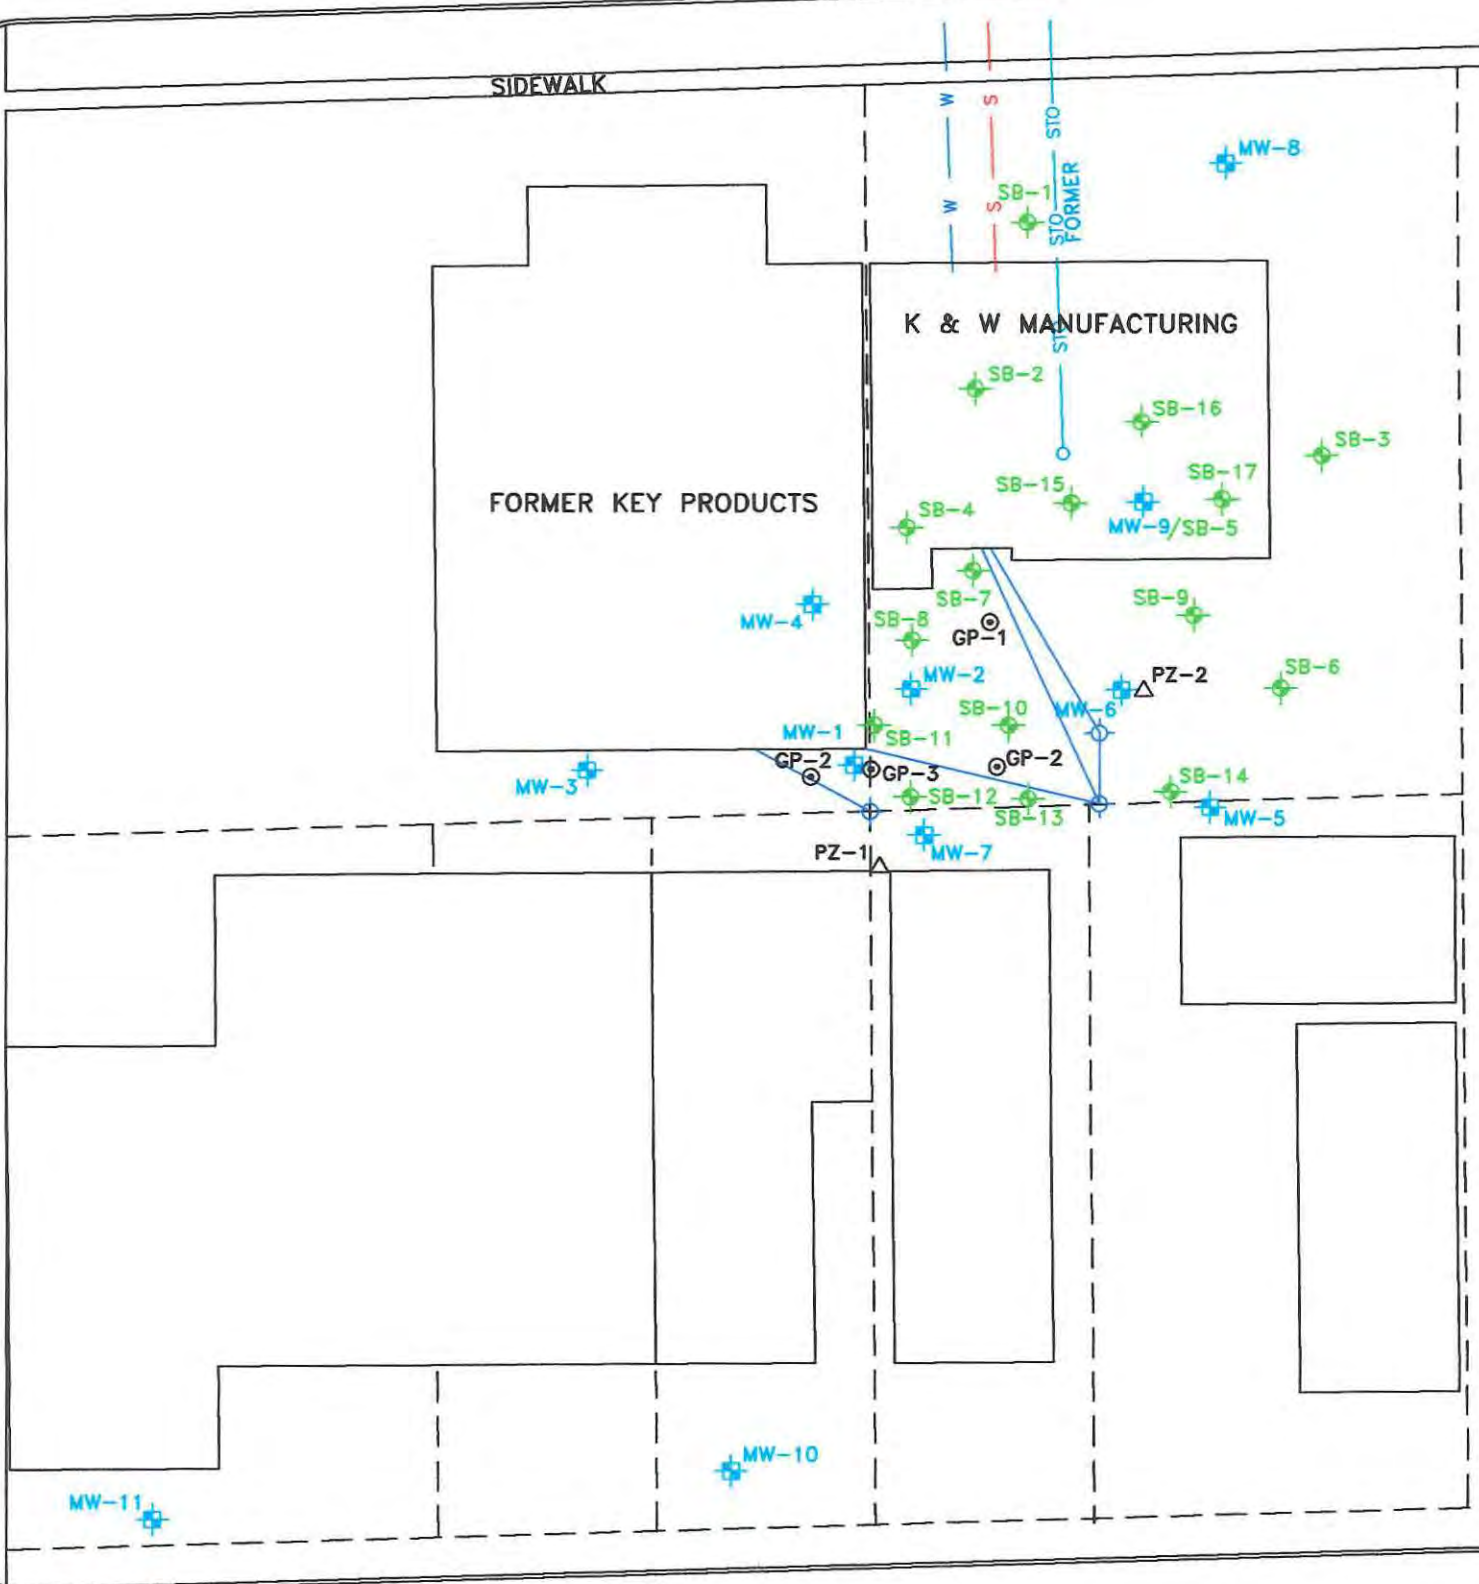 SIDEWALK
W
S
STO
MW-8
SB-1
FORMER
W
S
STO
K & W MANUFACTURING
STO
SB-2
SB-16
SB-3
SB-17
SB-15
FORMER KEY PRODUCTS
SB-4
MW-9/SB-5
SB-7
SB-9
MW-4
SB-8
GP-1
SB-6
MW-2
PZ-2
MW-6
SB-10
MW-1
SB-11
GP-2
GP-3
GP-2
MW-3
SB-14
SB-12
SB-13
MW-5
PZ-1
MW-7
MW-10
MW-11